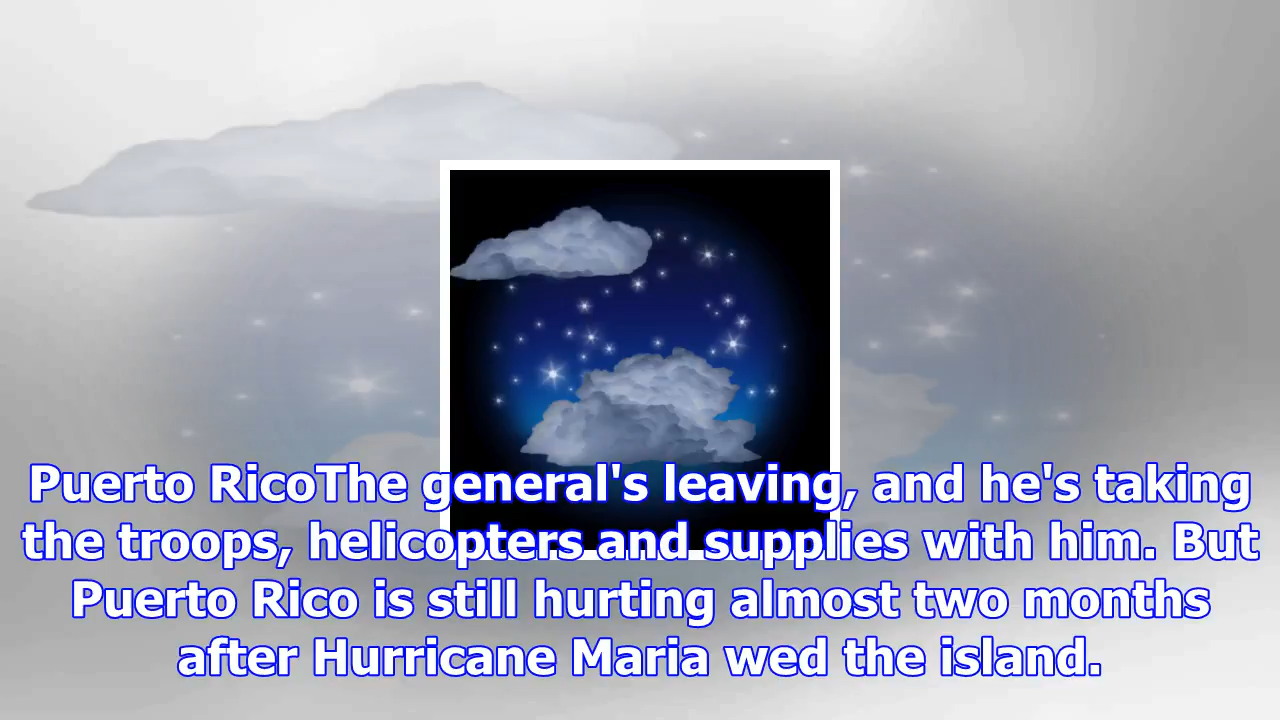 Puerto RicoThe general's leaving, and he's taking
the troops, helicopters and supplies with him. But
Puerto Rico is still hurting almost two months
after Hurricane Maria wed the island.